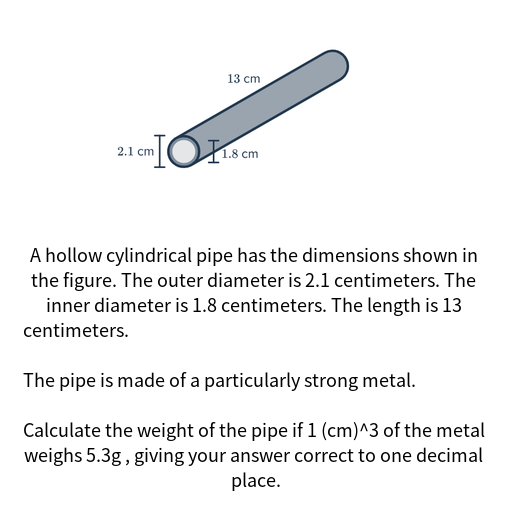 13 cm
2.1 cm
1.8 cm
A hollow cylindrical pipe has the dimensions shown in
the figure. The outer diameter is 2.1 centimeters. The
inner diameter is 1.8 centimeters. The length is 13
centimeters.
The pipe is made of a particularly strong metal.
Calculate the weight of the pipe if 1 (cm)^3 of the metal
weighs 5.3g , giving your answer correct to one decimal
place.